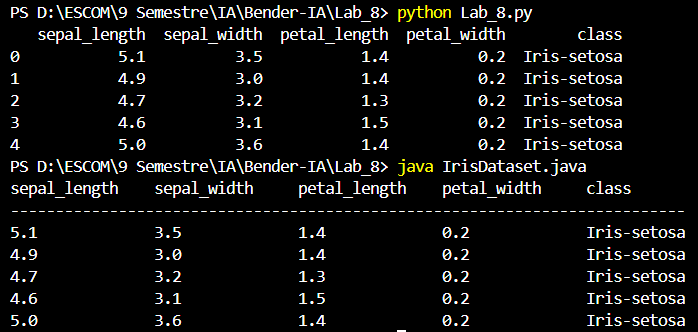 PS D:\ESCOM\9 Semestre\IA\Bender-IA\Lab_8> python Lab_8.py
   sepal_length  sepal_width  petal_length  petal_width        class
0           5.1          3.5           1.4          0.2  Iris-setosa
1           4.9          3.0           1.4          0.2  Iris-setosa
2           4.7          3.2           1.3          0.2  Iris-setosa
3           4.6          3.1           1.5          0.2  Iris-setosa
4           5.0          3.6           1.4          0.2  Iris-setosa
PS D:\ESCOM\9 Semestre\IA\Bender-IA\Lab_8> java IrisDataset.java
sepal_length    sepal_width     petal_length    petal_width     class
---------------------------------------------------------------------------
5.1             3.5             1.4             0.2             Iris-setosa
4.9             3.0             1.4             0.2             Iris-setosa
4.7             3.2             1.3             0.2             Iris-setosa
4.6             3.1             1.5             0.2             Iris-setosa
5.0             3.6             1.4             0.2             Iris-setosa